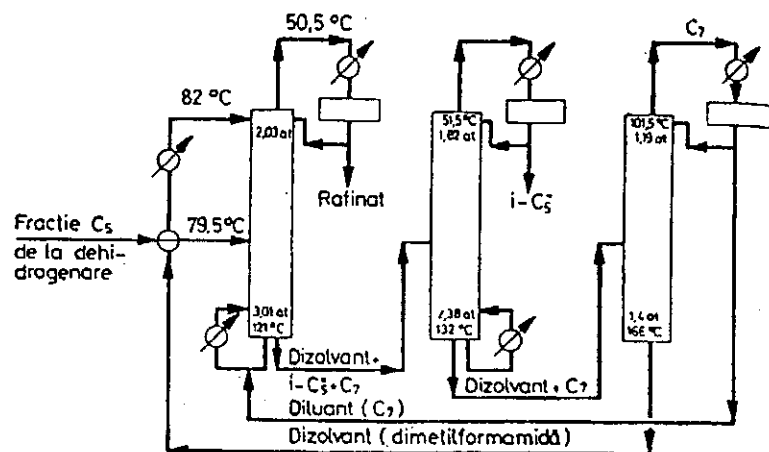 50,5 °C
C₇
82 °C
2,03 at
51,5 °C
1,82 at
101,5 °C
1,19 at
Rafinat
i-C₅⁼
Fractie C₅
79,5 °C
de la dehi-
drogenare
3,01 at
121 °C
2,38 at
132 °C
1,4 at
166 °C
Dizolvant +
i-C₅⁼+C₇
Dizolvant + C₇
Diluant (C₇)
Dizolvant (dimetilformamidă)